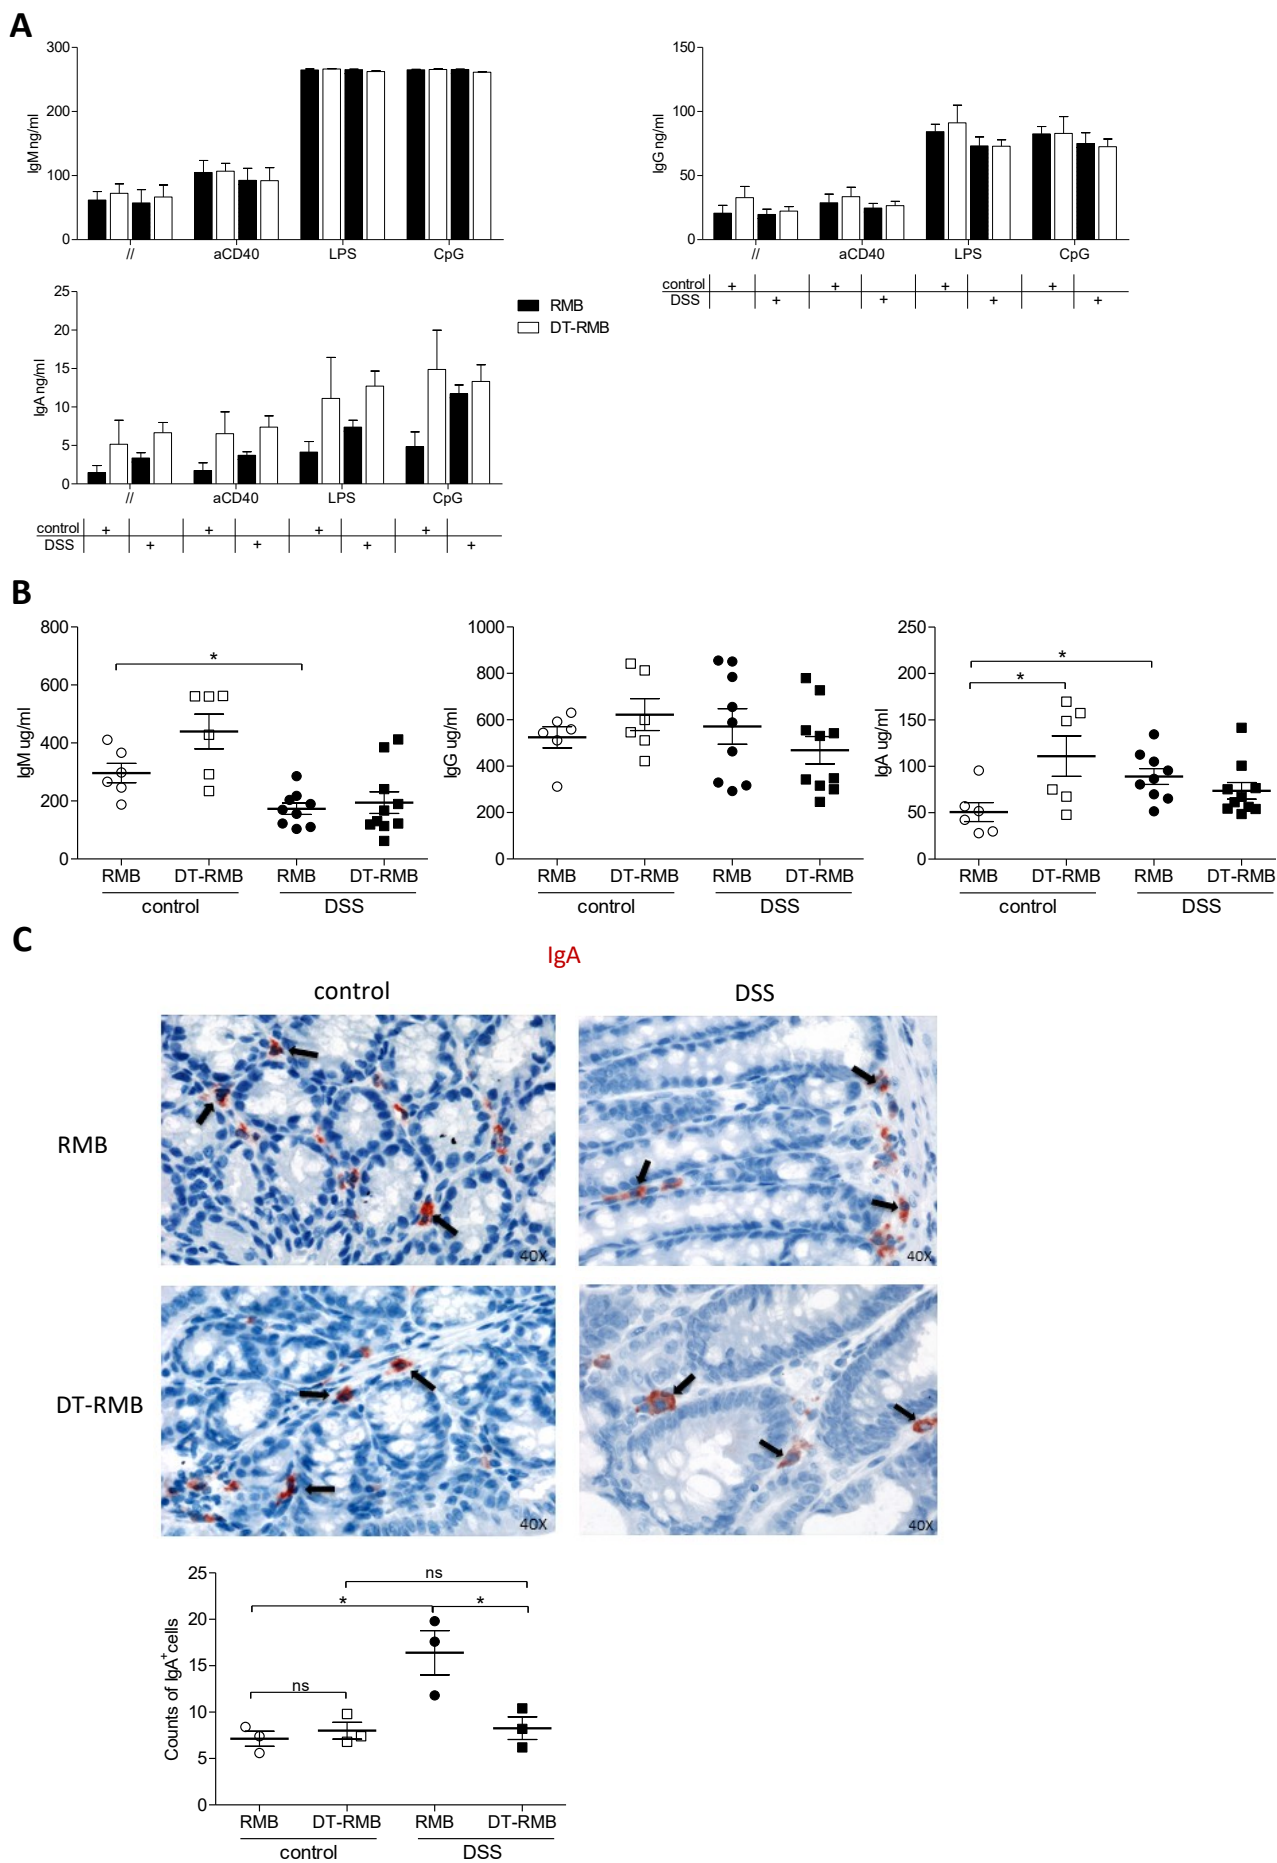 A
300
200
100
0
IgM ng/ml
// aCD40 LPS CpG
150
100
50
0
IgG ng/ml
// aCD40 LPS CpG
control + + + +
DSS + + + +
25
20
15
10
5
0
IgA ng/ml
// aCD40 LPS CpG
RMB
DT-RMB
control + + + +
DSS + + + +
B
800
600
400
200
0
IgM ug/ml
*
RMB DT-RMB RMB DT-RMB
control DSS
1000
800
600
400
200
0
IgG ug/ml
RMB DT-RMB RMB DT-RMB
control DSS
250
200
150
100
50
0
IgA ug/ml
*
*
RMB DT-RMB RMB DT-RMB
control DSS
C
IgA
control DSS
RMB
40X 40X
DT-RMB
40X 40X
25
20
15
10
5
0
Counts of IgA+cells
ns
* *
ns
RMB DT-RMB RMB DT-RMB
control DSS